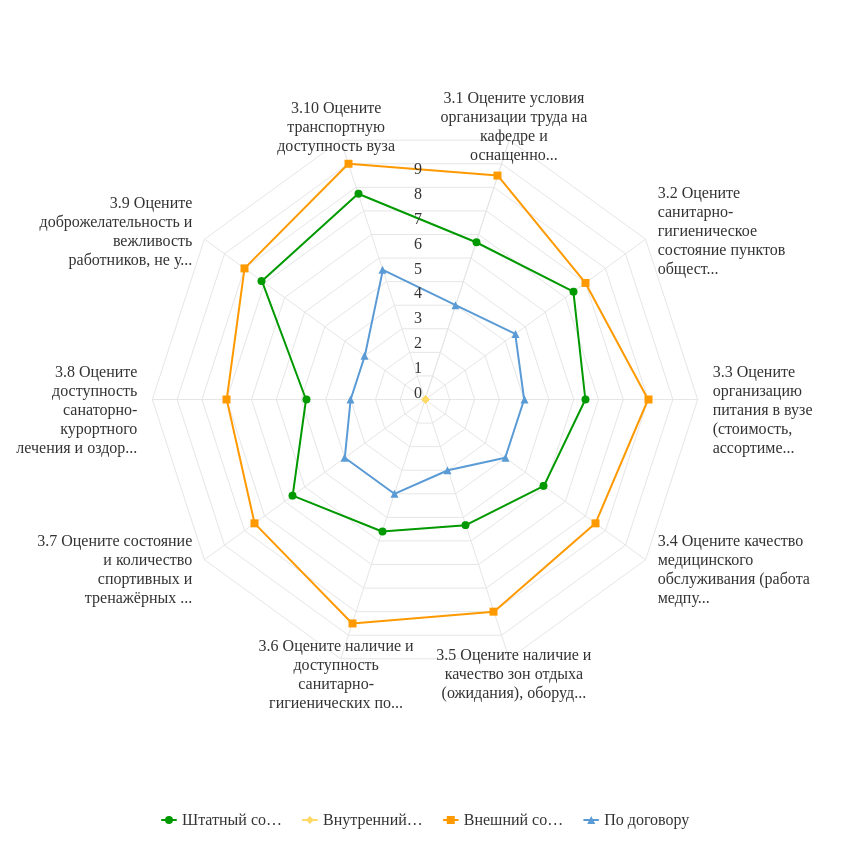 3.10 Оцените
транспортную
доступность вуза
3.1 Оцените условия
организации труда на
кафедре и
оснащенно...
3.2 Оцените
санитарно-
гигиеническое
состояние пунктов
общест...
3.3 Оцените
организацию
питания в вузе
(стоимость,
ассортиме...
3.4 Оцените качество
медицинского
обслуживания (работа
медпу...
3.5 Оцените наличие и
качество зон отдыха
(ожидания), оборуд...
3.6 Оцените наличие и
доступность
санитарно-
гигиенических по...
3.7 Оцените состояние
и количество
спортивных и
тренажёрных ...
3.8 Оцените
доступность
санаторно-
курортного
лечения и оздор...
3.9 Оцените
доброжелательность и
вежливость
работников, не у...
9
8
7
6
5
4
3
2
1
0
Штатный со…
Внутренний…
Внешний со…
По договору